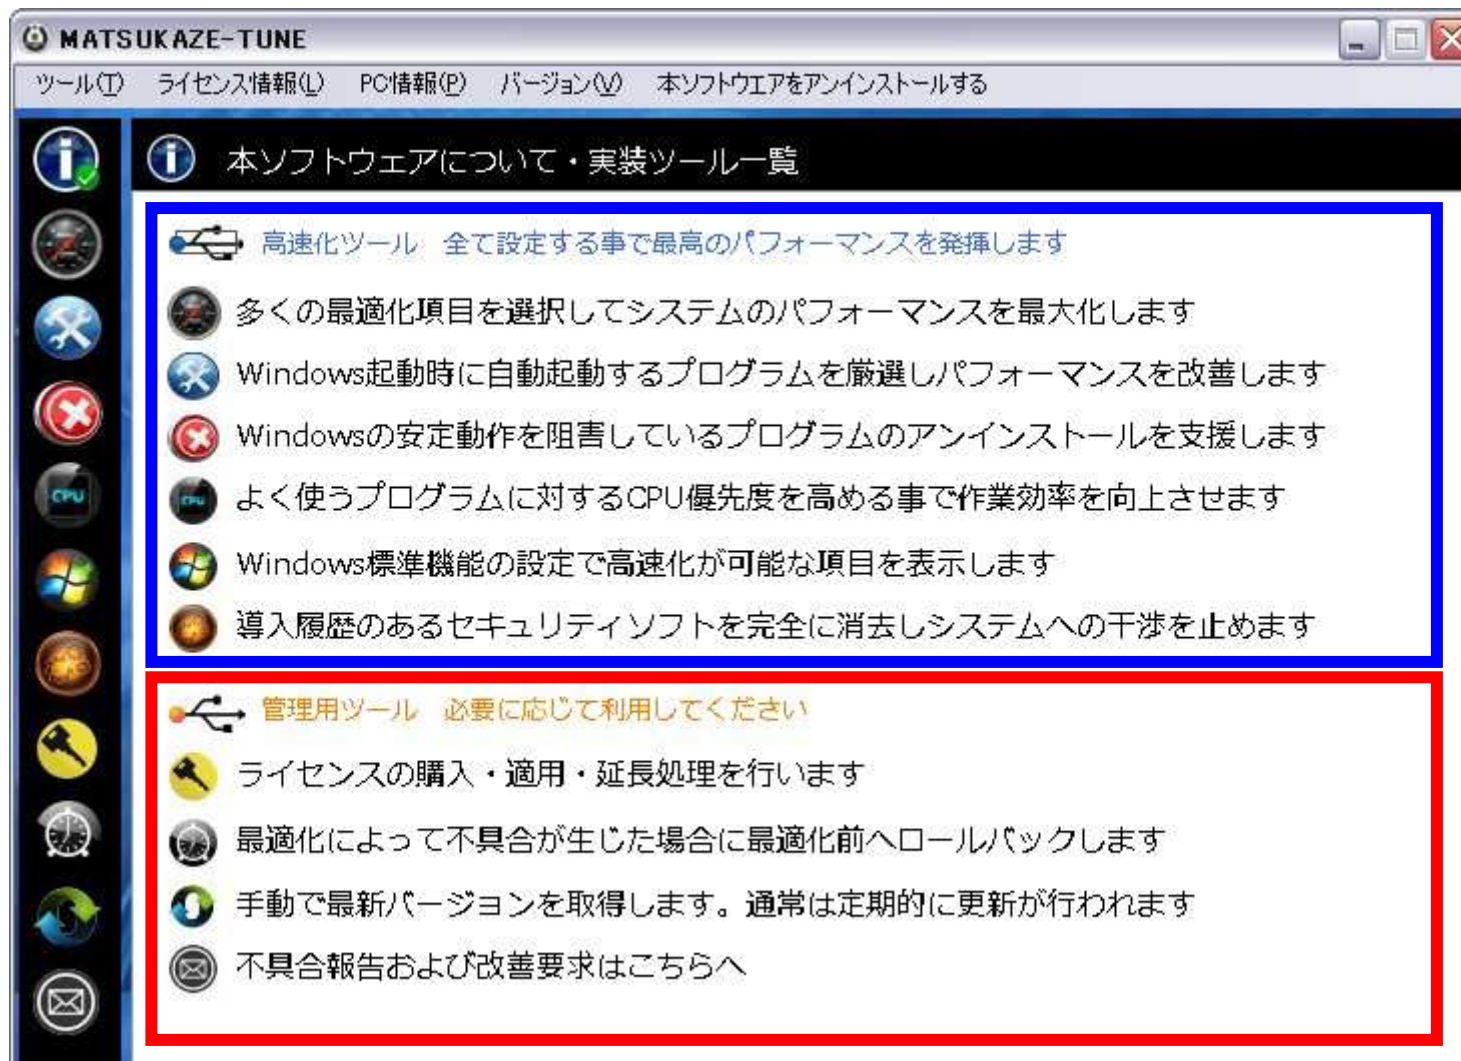 MATSUKAZE-TUNE
ツール(T) ライセンス情報(L) PC情報(P) バージョン(V) 本ソフトウエアをアンインストールする
本ソフトウェアについて・実装ツール一覧
高速化ツール 全て設定する事で最高のパフォーマンスを発揮します
多くの最適化項目を選択してシステムのパフォーマンスを最大化します
Windows起動時に自動起動するプログラムを厳選しパフォーマンスを改善します
Windowsの安定動作を阻害しているプログラムのアンインストールを支援します
CPU
よく使うプログラムに対するCPU優先度を高める事で作業効率を向上させます
Windows標準機能の設定で高速化が可能な項目を表示します
導入履歴のあるセキュリティソフトを完全に消去しシステムへの干渉を止めます
管理用ツール 必要に応じて利用してください
ライセンスの購入・適用・延長処理を行います
最適化によって不具合が生じた場合に最適化前へロールバックします
手動で最新バージョンを取得します。通常は定期的に更新が行われます
不具合報告および改善要求はこちらへ